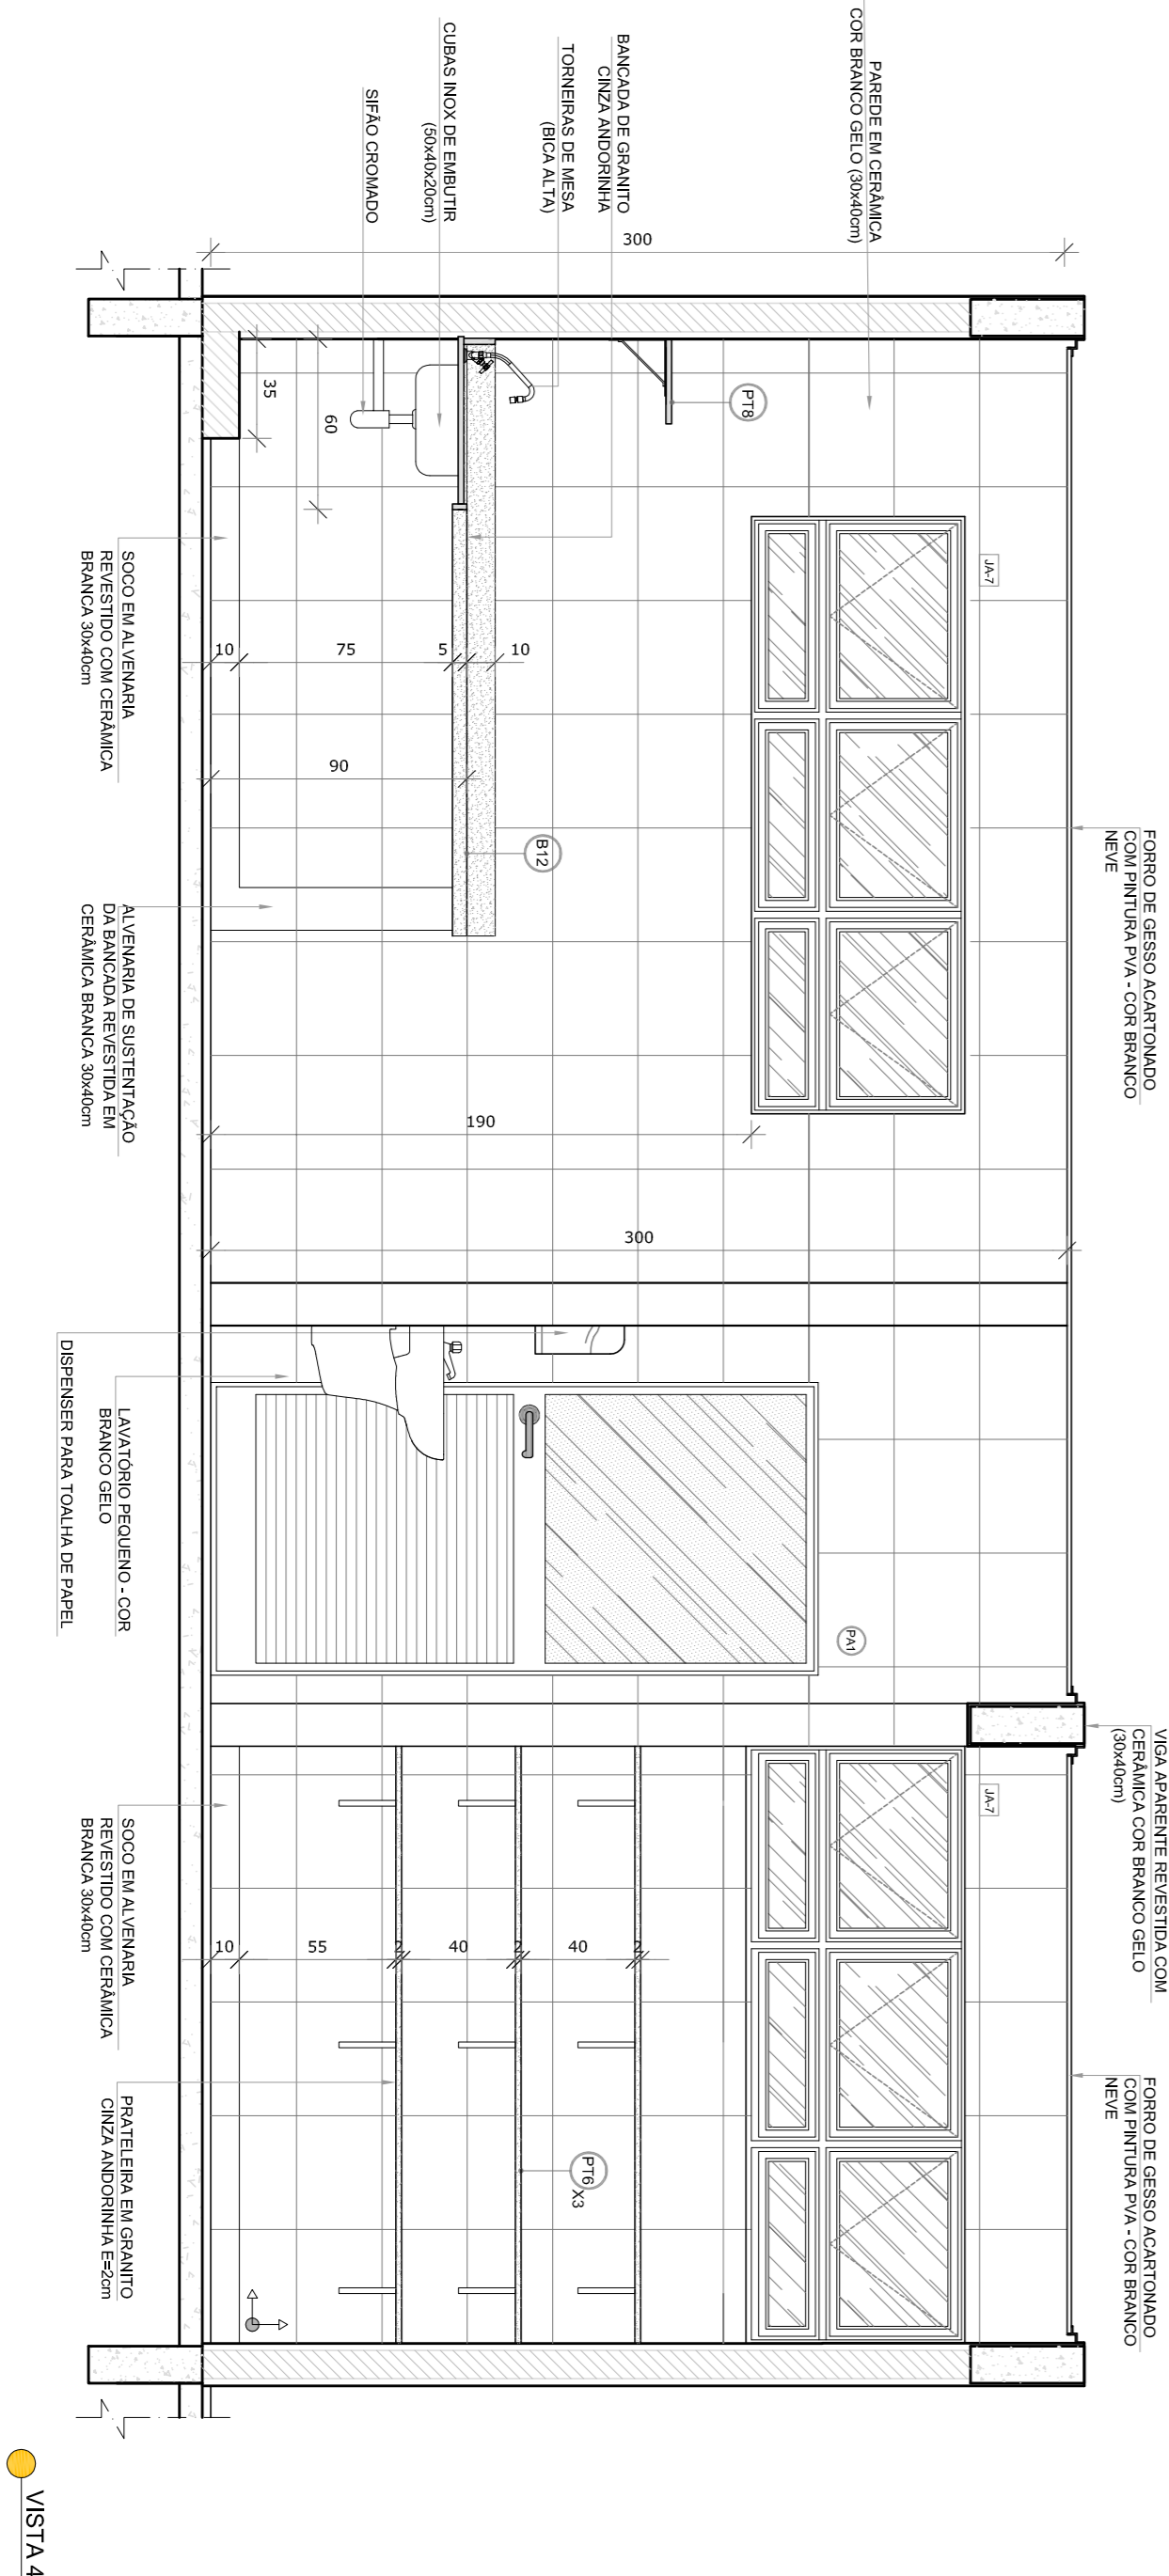 PAREDE EM CERÂMICA
COR BRANCO GELO (30x40cm)
BANCADA DE GRANITO
CINZA ANDORINHA
TORNEIRAS DE MESA
(BICA ALTA)
CUBAS INOX DE EMBUTIR
(50x40x20cm)
SIFÃO CROMADO
300
PT8
35
60
JA-7
FORRO DE GESSO ACARTONADO
COM PINTURA PVA - COR BRANCO
NEVE
10
5
75
10
90
B12
190
300
SOCO EM ALVENARIA
REVESTIDO COM CERÂMICA
BRANCA 30x40cm
ALVENARIA DE SUSTENTAÇÃO
DA BANCADA REVESTIDA EM
CERÂMICA BRANCA 30x40cm
DISPENSER PARA TOALHA DE PAPEL
LAVATÓRIO PEQUENO - COR
BRANCO GELO
PA1
VIGA APARENTE REVESTIDA COM
CERÂMICA COR BRANCO GELO
(30x40cm)
JA-7
FORRO DE GESSO ACARTONADO
COM PINTURA PVA - COR BRANCO
NEVE
2
40
2
40
2
55
10
PT6
X3
SOCO EM ALVENARIA
REVESTIDO COM CERÂMICA
BRANCA 30x40cm
PRATELEIRA EM GRANITO
CINZA ANDORINHA E=2cm
VISTA 4